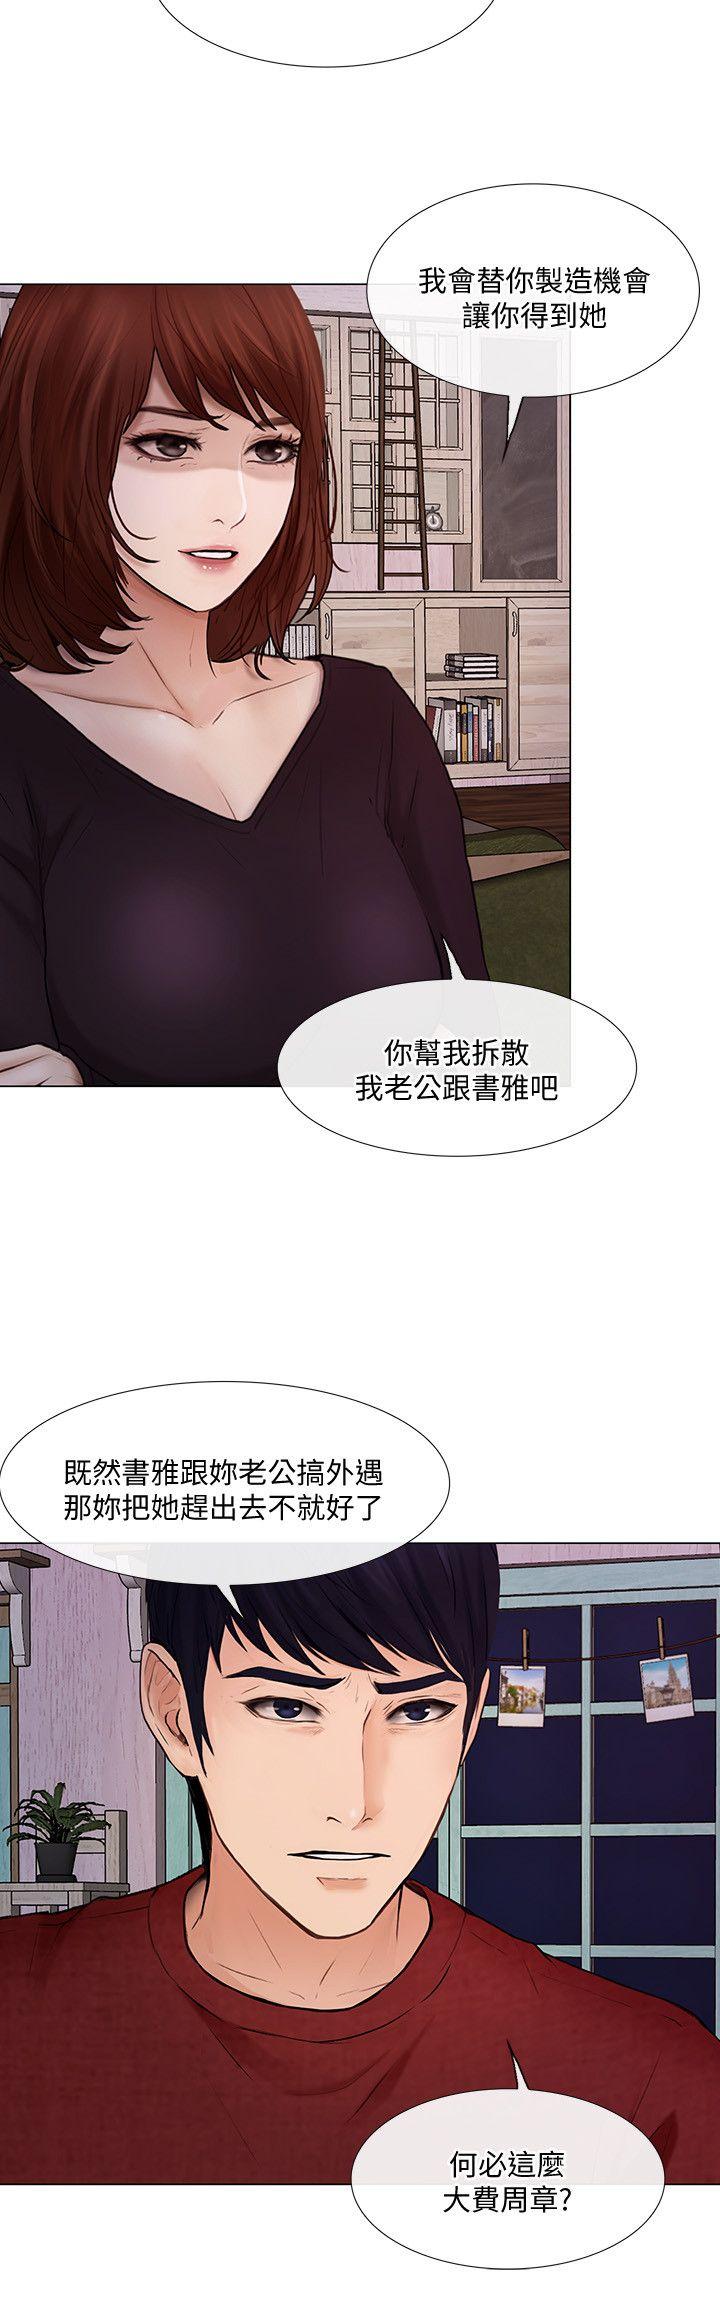 我會替你製造機會
讓你得到她
你幫我拆散
我老公跟書雅吧
既然書雅跟妳老公搞外遇
那妳把她趕出去不就好了
何必這麼
大費周章?